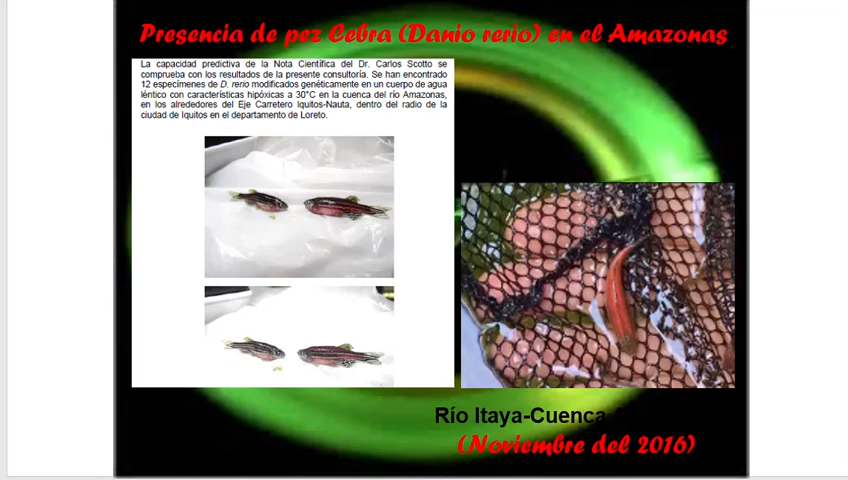 Presencia de pez Cebra (Danio rerio) en el Amazonas
La capacidad predictiva de la Nota Científica del Dr. Carlos Scotto se
comprueba con los resultados de la presente consultoría. Se han encontrado
12 especímenes de D. rerio modificados genéticamente en un cuerpo de agua
léntico con características hipóxicas a 30°C en la cuenca del río Amazonas,
en los alrededores del Eje Carretero Iquitos-Nauta, dentro del radio de la
ciudad de Iquitos en el departamento de Loreto.
Río Itaya-Cuenca
(Noviembre del 2016)